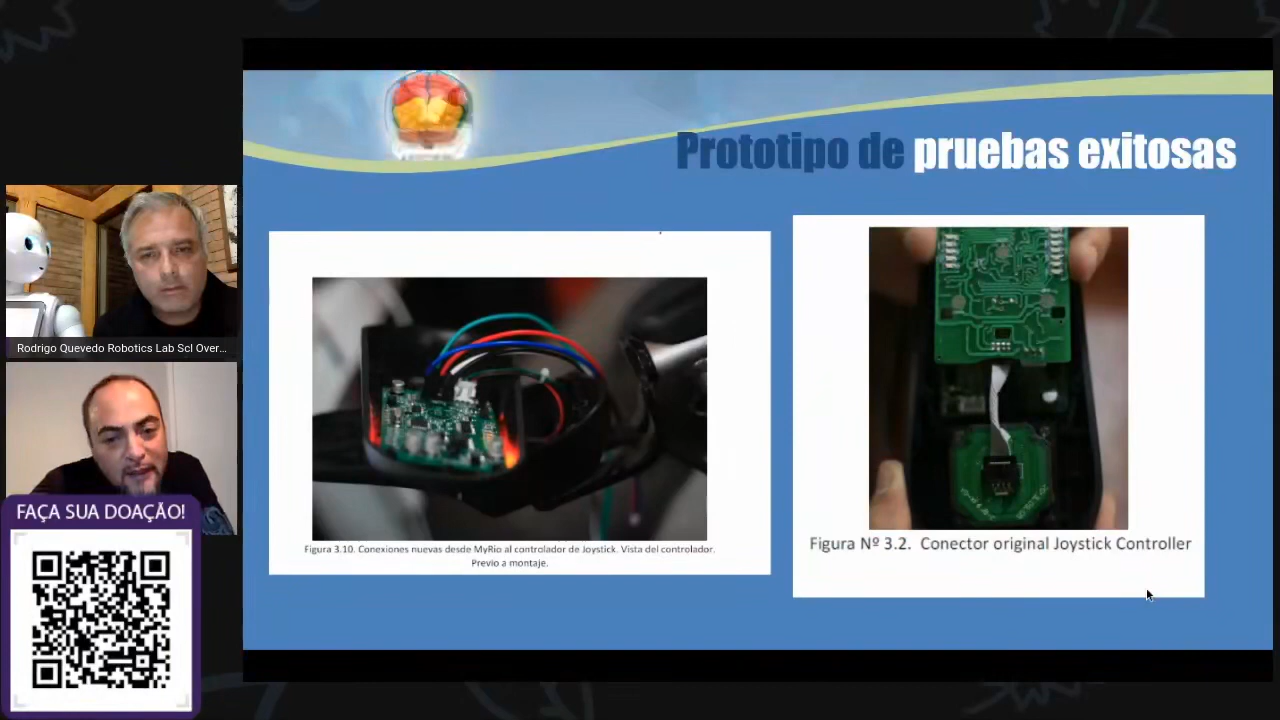 Prototipo de pruebas exitosas
Figura 3.10. Conexiones nuevas desde MyRio al controlador de Joystick. Vista del controlador.
Previo a montaje.
Figura Nº 3.2. Conector original Joystick Controller
Rodrigo Quevedo Robotics Lab Scl Over...
FAÇA SUA DOAÇÃO!